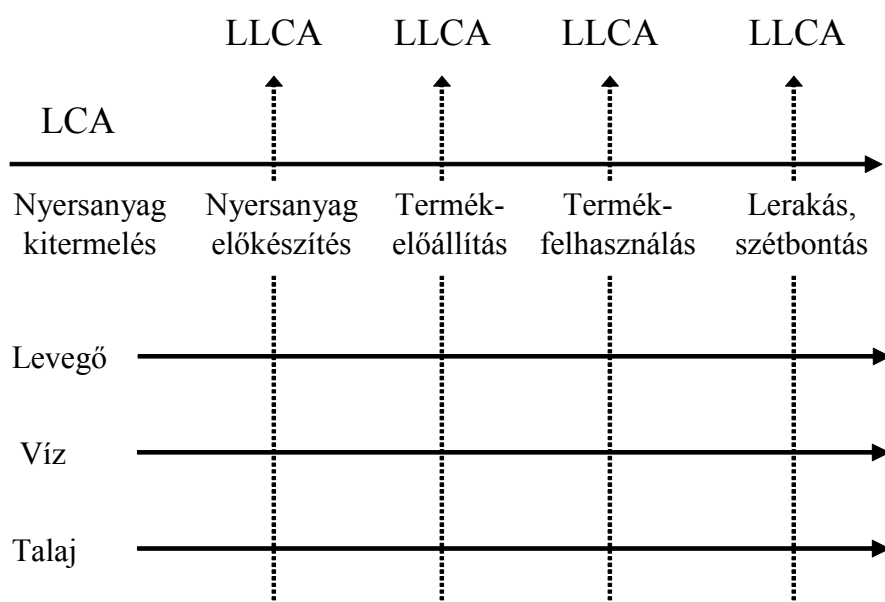 LLCA LLCA LLCA LLCA
LCA
Nyersanyag Nyersanyag Termék- Termék- Lerakás,
kitermelés előkészítés előállítás felhasználás szétbontás
Levegő
Víz
Talaj